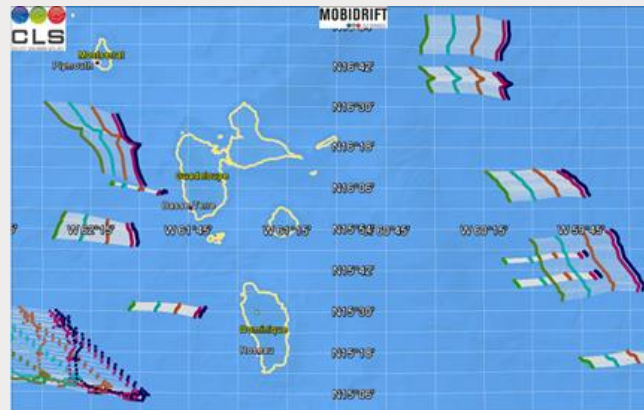 CLS
MOBIDRIFT
Montserrat
Plymouth
N16°42'
N16°30'
N16°18'
Guadeloupe
N16°06'
Basse-Terre
N15°54'
W 62°15' W 61°45' W 61°15' W 60°45' W 60°15' W 59°45'
N15°42'
N15°30'
Dominique
Roseau
N15°18'
N15°06'